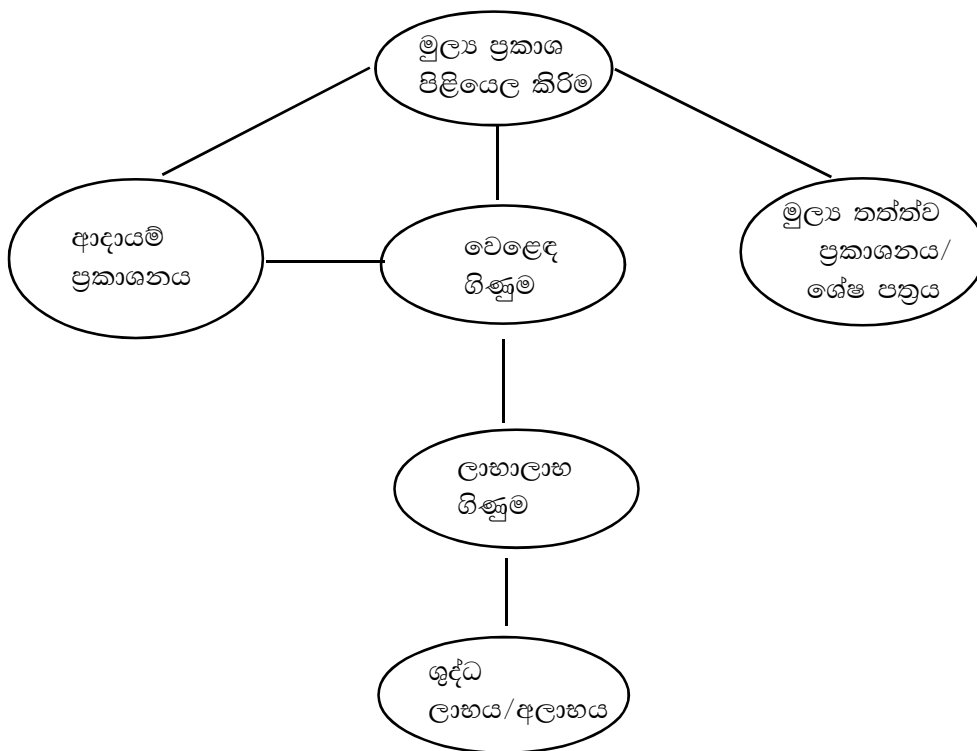 මුල්‍ය ප්‍රකාශ
පිළියෙල කිරිම
ආදායම්
ප්‍රකාශනය
වෙළෙඳ
ගිණුම
මුල්‍ය තත්ත්ව
ප්‍රකාශනය/
ශේෂ පත්‍රය
ලාභාලාභ
ගිණුම
ශුද්ධ
ලාභය/අලාභය